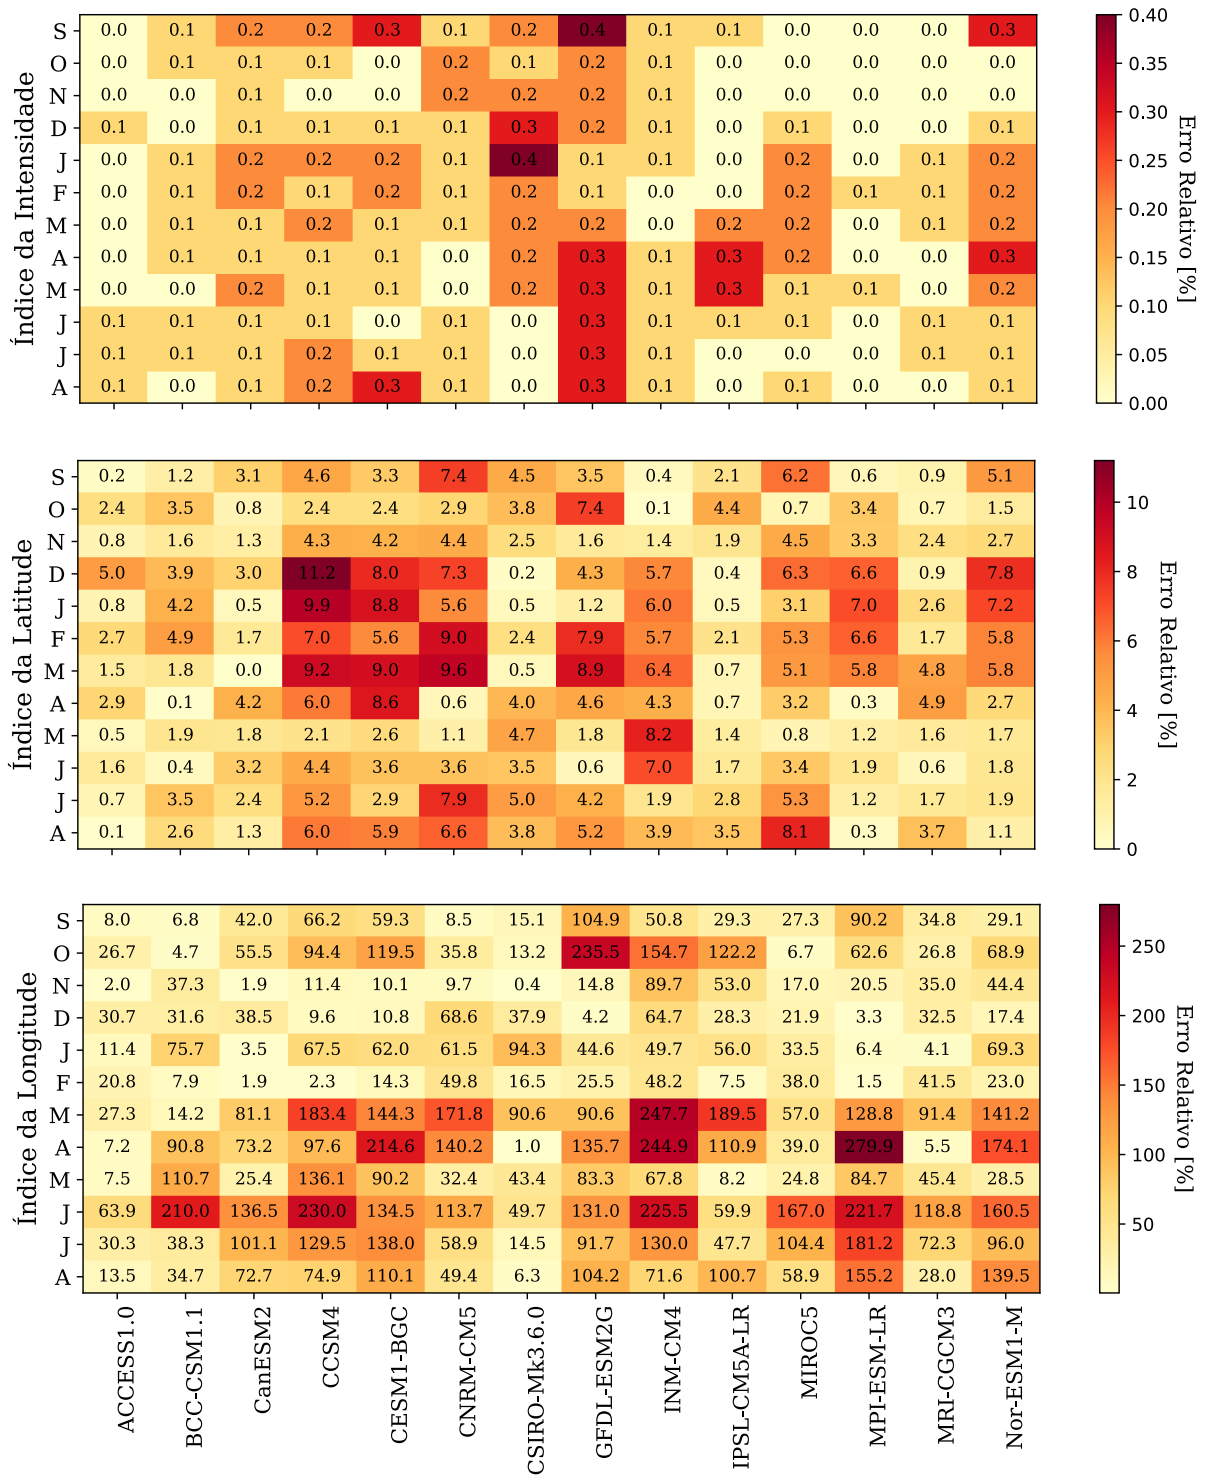 Índice da Intensidade
S 0.0 0.1 0.2 0.2 0.3 0.1 0.2 0.4 0.1 0.1 0.0 0.0 0.0 0.3
O 0.0 0.1 0.1 0.1 0.0 0.2 0.1 0.2 0.1 0.0 0.0 0.0 0.0 0.0
N 0.0 0.0 0.1 0.0 0.0 0.2 0.2 0.2 0.1 0.0 0.0 0.0 0.0 0.0
D 0.1 0.0 0.1 0.1 0.1 0.1 0.3 0.2 0.1 0.0 0.1 0.0 0.0 0.1
J 0.0 0.1 0.2 0.2 0.2 0.1 0.4 0.1 0.1 0.0 0.2 0.0 0.1 0.2
F 0.0 0.1 0.2 0.1 0.2 0.1 0.2 0.1 0.0 0.0 0.2 0.1 0.1 0.2
M 0.0 0.1 0.1 0.2 0.1 0.1 0.2 0.2 0.0 0.2 0.2 0.0 0.1 0.2
A 0.0 0.1 0.1 0.1 0.1 0.0 0.2 0.3 0.1 0.3 0.2 0.0 0.0 0.3
M 0.0 0.0 0.2 0.1 0.1 0.0 0.2 0.3 0.1 0.3 0.1 0.1 0.0 0.2
J 0.1 0.1 0.1 0.1 0.0 0.1 0.0 0.3 0.1 0.1 0.1 0.0 0.1 0.1
J 0.1 0.1 0.1 0.2 0.1 0.1 0.0 0.3 0.1 0.0 0.0 0.0 0.1 0.1
A 0.1 0.0 0.1 0.2 0.3 0.1 0.0 0.3 0.1 0.0 0.1 0.0 0.0 0.1
0.40
0.35
0.30
0.25
0.20
0.15
0.10
0.05
0.00
Erro Relativo [%]
Índice da Latitude
S 0.2 1.2 3.1 4.6 3.3 7.4 4.5 3.5 0.4 2.1 6.2 0.6 0.9 5.1
O 2.4 3.5 0.8 2.4 2.4 2.9 3.8 7.4 0.1 4.4 0.7 3.4 0.7 1.5
N 0.8 1.6 1.3 4.3 4.2 4.4 2.5 1.6 1.4 1.9 4.5 3.3 2.4 2.7
D 5.0 3.9 3.0 11.2 8.0 7.3 0.2 4.3 5.7 0.4 6.3 6.6 0.9 7.8
J 0.8 4.2 0.5 9.9 8.8 5.6 0.5 1.2 6.0 0.5 3.1 7.0 2.6 7.2
F 2.7 4.9 1.7 7.0 5.6 9.0 2.4 7.9 5.7 2.1 5.3 6.6 1.7 5.8
M 1.5 1.8 0.0 9.2 9.0 9.6 0.5 8.9 6.4 0.7 5.1 5.8 4.8 5.8
A 2.9 0.1 4.2 6.0 8.6 0.6 4.0 4.6 4.3 0.7 3.2 0.3 4.9 2.7
M 0.5 1.9 1.8 2.1 2.6 1.1 4.7 1.8 8.2 1.4 0.8 1.2 1.6 1.7
J 1.6 0.4 3.2 4.4 3.6 3.6 3.5 0.6 7.0 1.7 3.4 1.9 0.6 1.8
J 0.7 3.5 2.4 5.2 2.9 7.9 5.0 4.2 1.9 2.8 5.3 1.2 1.7 1.9
A 0.1 2.6 1.3 6.0 5.9 6.6 3.8 5.2 3.9 3.5 8.1 0.3 3.7 1.1
10
8
6
4
2
0
Erro Relativo [%]
Índice da Longitude
S 8.0 6.8 42.0 66.2 59.3 8.5 15.1 104.9 50.8 29.3 27.3 90.2 34.8 29.1
O 26.7 4.7 55.5 94.4 119.5 35.8 13.2 235.5 154.7 122.2 6.7 62.6 26.8 68.9
N 2.0 37.3 1.9 11.4 10.1 9.7 0.4 14.8 89.7 53.0 17.0 20.5 35.0 44.4
D 30.7 31.6 38.5 9.6 10.8 68.6 37.9 4.2 64.7 28.3 21.9 3.3 32.5 17.4
J 11.4 75.7 3.5 67.5 62.0 61.5 94.3 44.6 49.7 56.0 33.5 6.4 4.1 69.3
F 20.8 7.9 1.9 2.3 14.3 49.8 16.5 25.5 48.2 7.5 38.0 1.5 41.5 23.0
M 27.3 14.2 81.1 183.4 144.3 171.8 90.6 90.6 247.7 189.5 57.0 128.8 91.4 141.2
A 7.2 90.8 73.2 97.6 214.6 140.2 1.0 135.7 244.9 110.9 39.0 279.9 5.5 174.1
M 7.5 110.7 25.4 136.1 90.2 32.4 43.4 83.3 67.8 8.2 24.8 84.7 45.4 28.5
J 63.9 210.0 136.5 230.0 134.5 113.7 49.7 131.0 225.5 59.9 167.0 221.7 118.8 160.5
J 30.3 38.3 101.1 129.5 138.0 58.9 14.5 91.7 130.0 47.7 104.4 181.2 72.3 96.0
A 13.5 34.7 72.7 74.9 110.1 49.4 6.3 104.2 71.6 100.7 58.9 155.2 28.0 139.5
250
200
150
100
50
Erro Relativo [%]
ACCESS1.0
BCC-CSM1.1
CanESM2
CCSM4
CESM1-BGC
CNRM-CM5
CSIRO-Mk3.6.0
GFDL-ESM2G
INM-CM4
IPSL-CM5A-LR
MIROC5
MPI-ESM-LR
MRI-CGCM3
Nor-ESM1-M